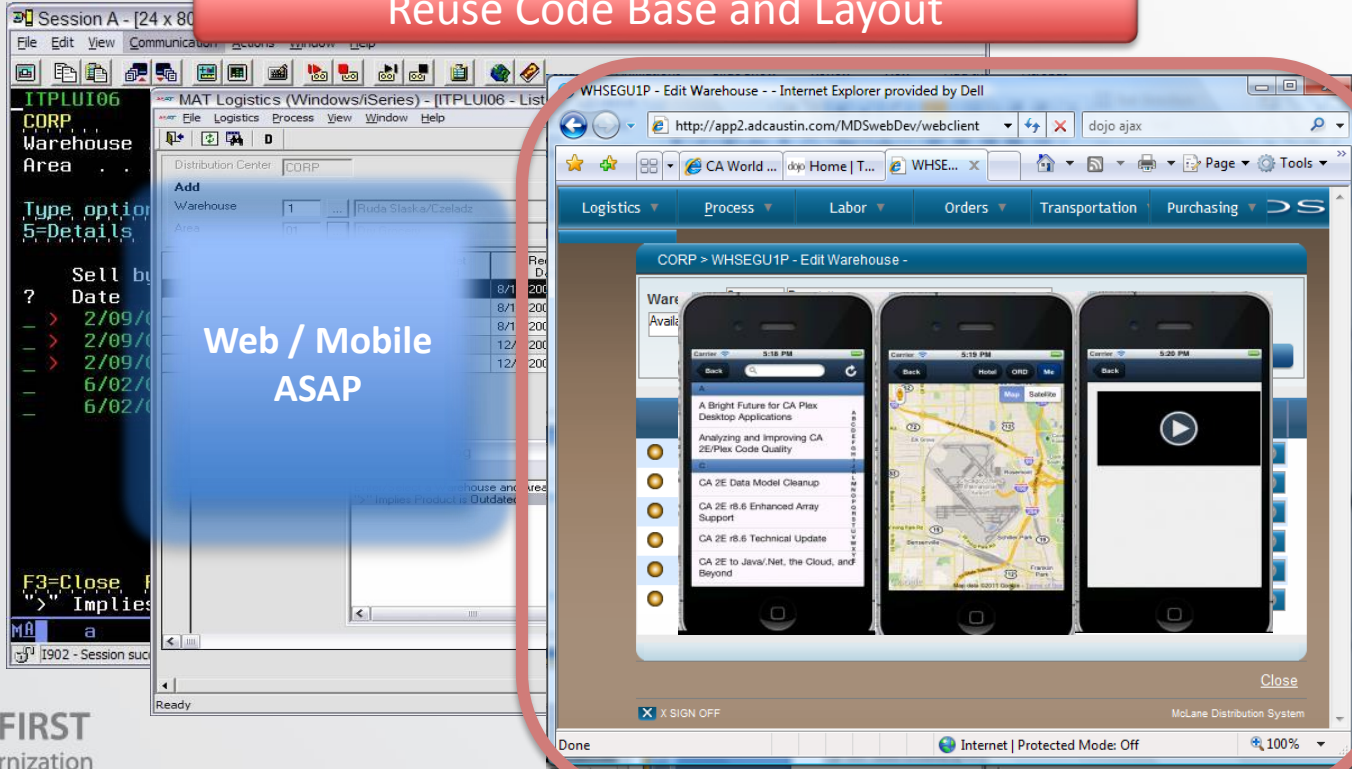 Reuse Code Base and Layout
Session A - [24 x 80
File Edit View Communication Actions Window Help
ITPLUI06
CORP
Warehouse .
Area . . .
Type option
5=Details
Sell by
? Date
_ > 2/09/
_ > 2/09/
_ > 2/09/
_ 6/02/
_ 6/02/
F3=Close
">" Implies
MA a
I902 - Session succ
MAT Logistics (Windows/iSeries) - [ITPLUI06 - List
File Logistics Process View Window Help
D
Distribution Center CORP
Add
Warehouse 1 ... Ruda Slaska/Czeladz
Area 01
8/1 200
8/1 200
8/1 200
12/ 200
12/ 200
">" Implies Product is Outdated
Ready
Web / Mobile
ASAP
WHSEGU1P - Edit Warehouse - - Internet Explorer provided by Dell
http://app2.adcaustin.com/MDSwebDev/webclient
dojo ajax
CA World ...
dojo Home | T...
WHSE... X
Page
Tools
Logistics
Process
Labor
Orders
Transportation
Purchasing
CORP > WHSEGU1P - Edit Warehouse -
Ware
Availa
Carrier 5:18 PM
Back
A
A Bright Future for CA Plex
Desktop Applications
Analyzing and Improving CA
2E/Plex Code Quality
C
CA 2E Data Model Cleanup
CA 2E r8.6 Enhanced Array
Support
CA 2E r8.6 Technical Update
CA 2E to Java/.Net, the Cloud, and
Beyond
Carrier 5:19 PM
Back Hotel ORD Me
Map Satellite
Rosemont
Schiller Park
Bensenville
Franklin
Park
Carrier 5:20 PM
Back
Close
X SIGN OFF
McLane Distribution System
Done
Internet | Protected Mode: Off
100%
FIRST
rnization